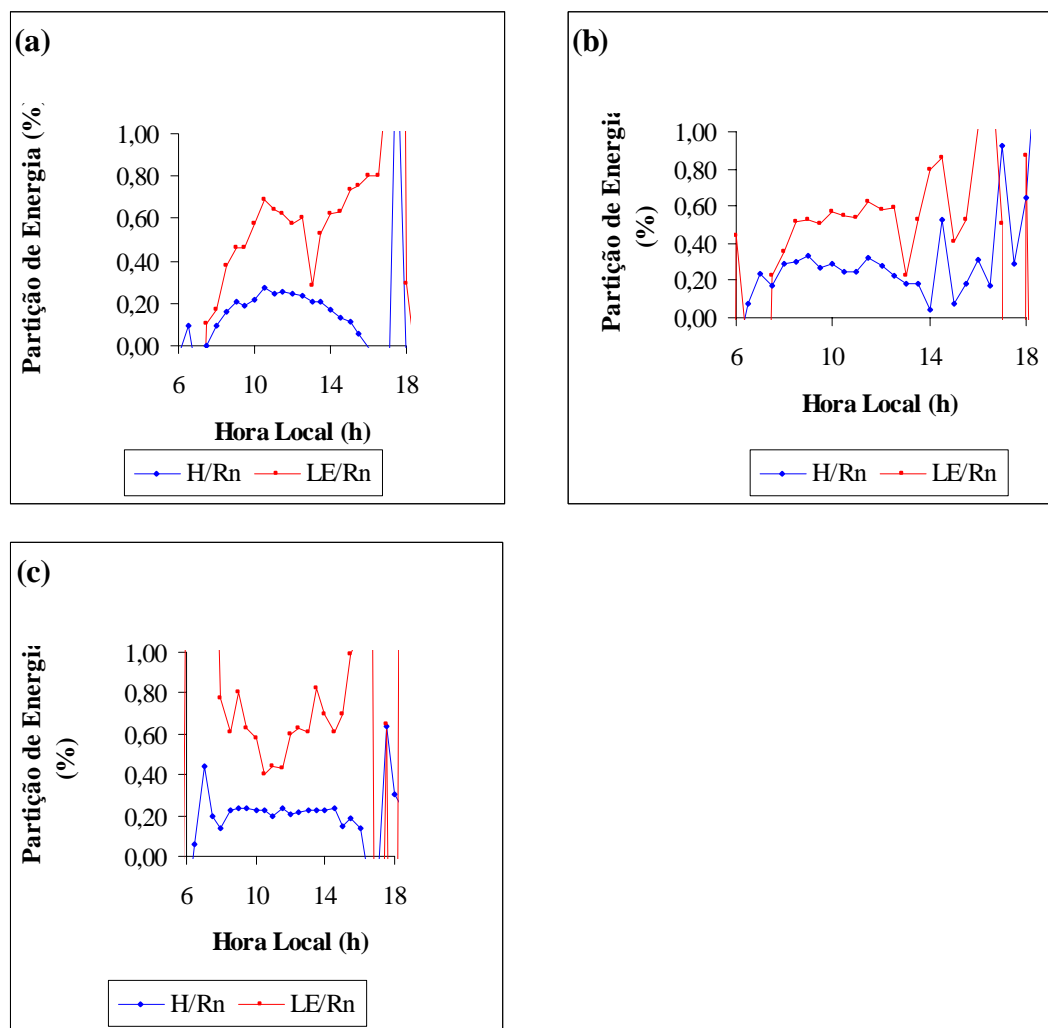 (a)
Partição de Energia (%)
1,00
0,80
0,60
0,40
0,20
0,00
6 10 14 18
Hora Local (h)
H/Rn LE/Rn
(b)
Partição de Energia
(%)
1,00
0,80
0,60
0,40
0,20
0,00
6 10 14 18
Hora Local (h)
H/Rn LE/Rn
(c)
Partição de Energia
(%)
1,00
0,80
0,60
0,40
0,20
0,00
6 10 14 18
Hora Local (h)
H/Rn LE/Rn